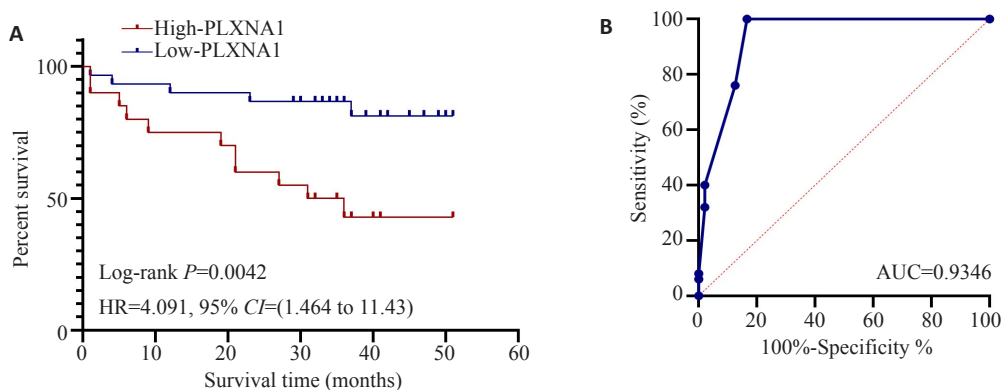 A
High-PLXNA1
Low-PLXNA1
100
50
0
Percent survival
Log-rank P=0.0042
HR=4.091, 95% CI=(1.464 to 11.43)
0 10 20 30 40 50 60
Survival time (months)
B
100
80
60
40
20
0
Sensitivity (%)
AUC=0.9346
0 20 40 60 80 100
100%-Specificity %